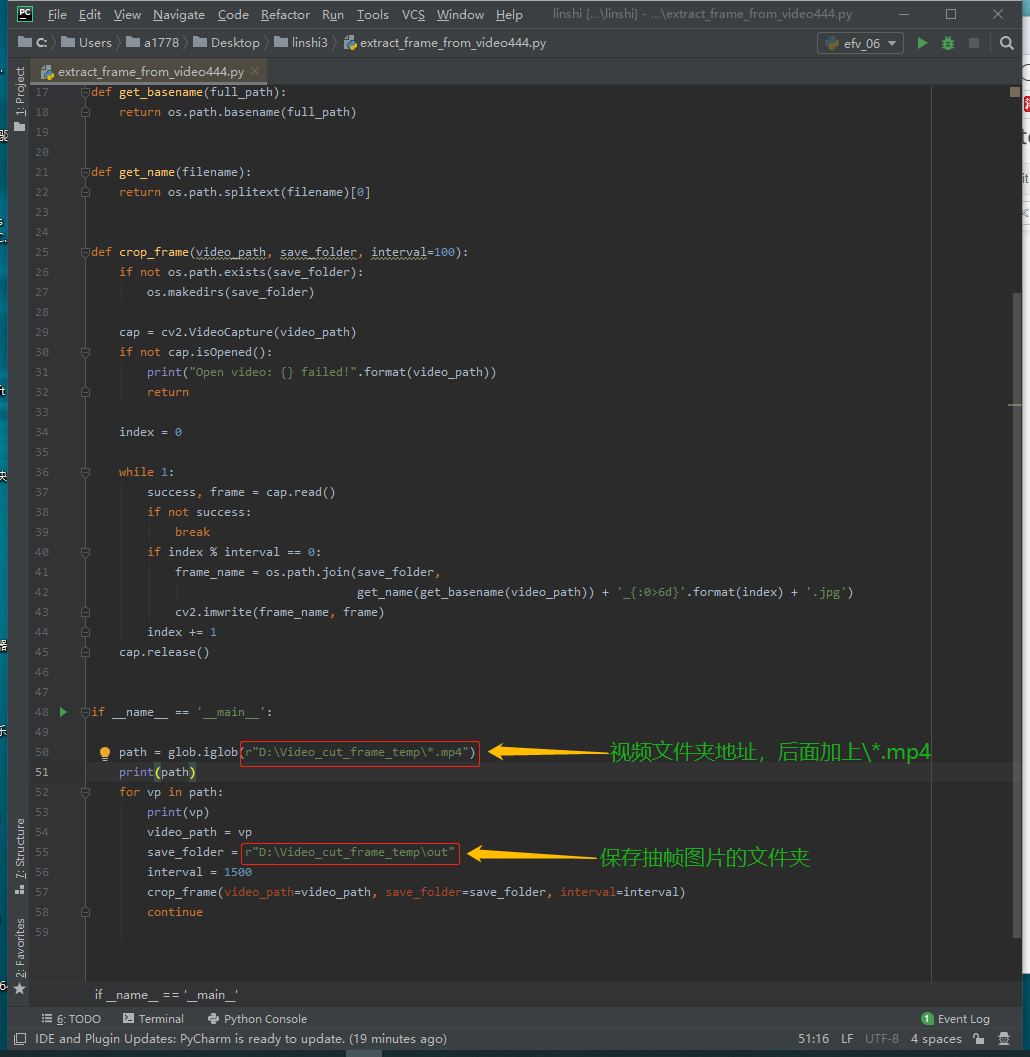 PC File Edit View Navigate Code Refactor Run Tools VCS Window Help linshi [...\linshi] - ...\extract_frame_from_video444.py
C: Users a1778 Desktop linshi3 extract_frame_from_video444.py efv_06
1: Project
extract_frame_from_video444.py
17 def get_basename(full_path):
18 return os.path.basename(full_path)
19
20
21 def get_name(filename):
22 return os.path.splitext(filename)[0]
23
24
25 def crop_frame(video_path, save_folder, interval=100):
26 if not os.path.exists(save_folder):
27 os.makedirs(save_folder)
28
29 cap = cv2.VideoCapture(video_path)
30 if not cap.isOpened():
31 print("Open video: {} failed!".format(video_path))
32 return
33
34 index = 0
35
36 while 1:
37 success, frame = cap.read()
38 if not success:
39 break
40 if index % interval == 0:
41 frame_name = os.path.join(save_folder,
42 get_name(get_basename(video_path)) + '_{:0>6d}'.format(index) + '.jpg')
43 cv2.imwrite(frame_name, frame)
44 index += 1
45 cap.release()
46
47
48 if __name__ == '__main__':
49
50 path = glob.iglob(r"D:\Video_cut_frame_temp\*.mp4") 视频文件夹地址，后面加上\*.mp4
51 print(path)
52 for vp in path:
53 print(vp)
54 video_path = vp
55 save_folder = r"D:\Video_cut_frame_temp\out" 保存抽帧图片的文件夹
56 interval = 1500
57 crop_frame(video_path=video_path, save_folder=save_folder, interval=interval)
58 continue
59
7: Structure
2: Favorites
if __name__ == '__main__'
6: TODO Terminal Python Console 1 Event Log
IDE and Plugin Updates: PyCharm is ready to update. (19 minutes ago) 51:16 LF UTF-8 4 spaces